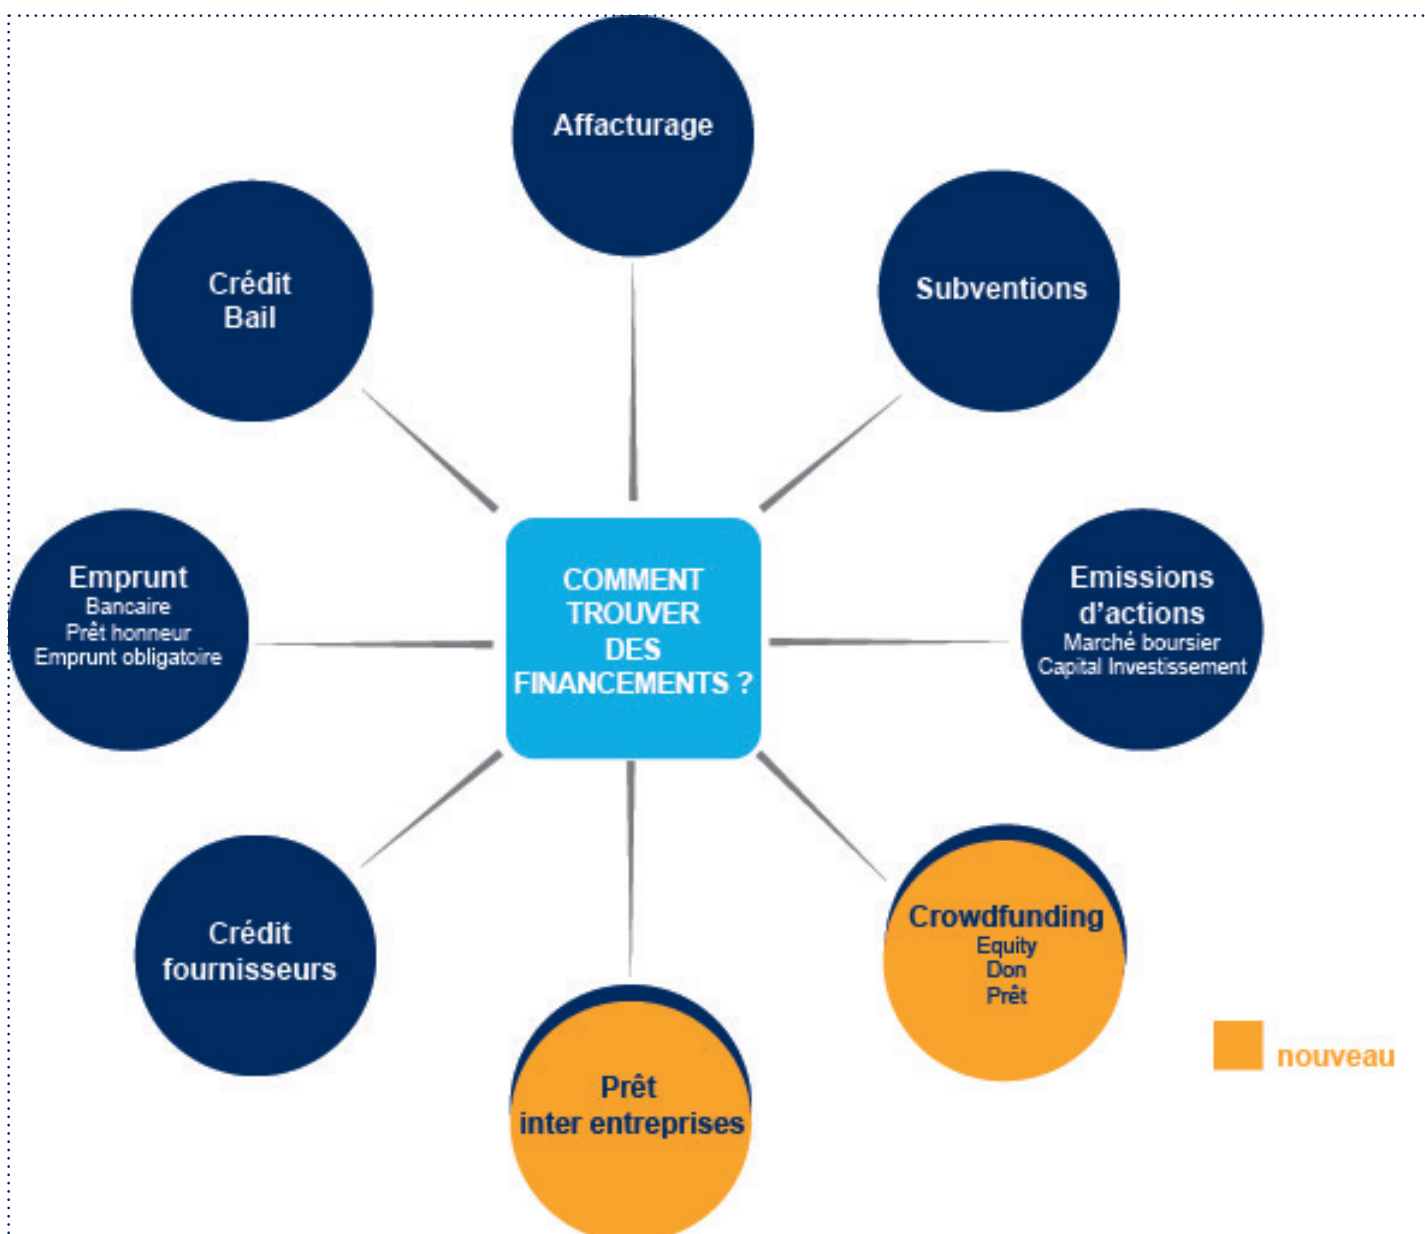 Affacturage
Crédit
Bail
Subventions
Emprunt
Bancaire
Prêt honneur
Emprunt obligatoire
COMMENT
TROUVER
DES
FINANCEMENTS ?
Emissions
d'actions
Marché boursier
Capital Investissement
Crédit
fournisseurs
Prêt
inter entreprises
Crowdfunding
Equity
Don
Prêt
nouveau